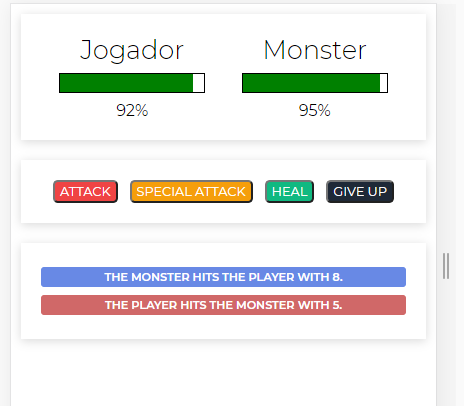 Jogador Monster
92% 95%
ATTACK SPECIAL ATTACK HEAL GIVE UP
THE MONSTER HITS THE PLAYER WITH 8.
THE PLAYER HITS THE MONSTER WITH 5.